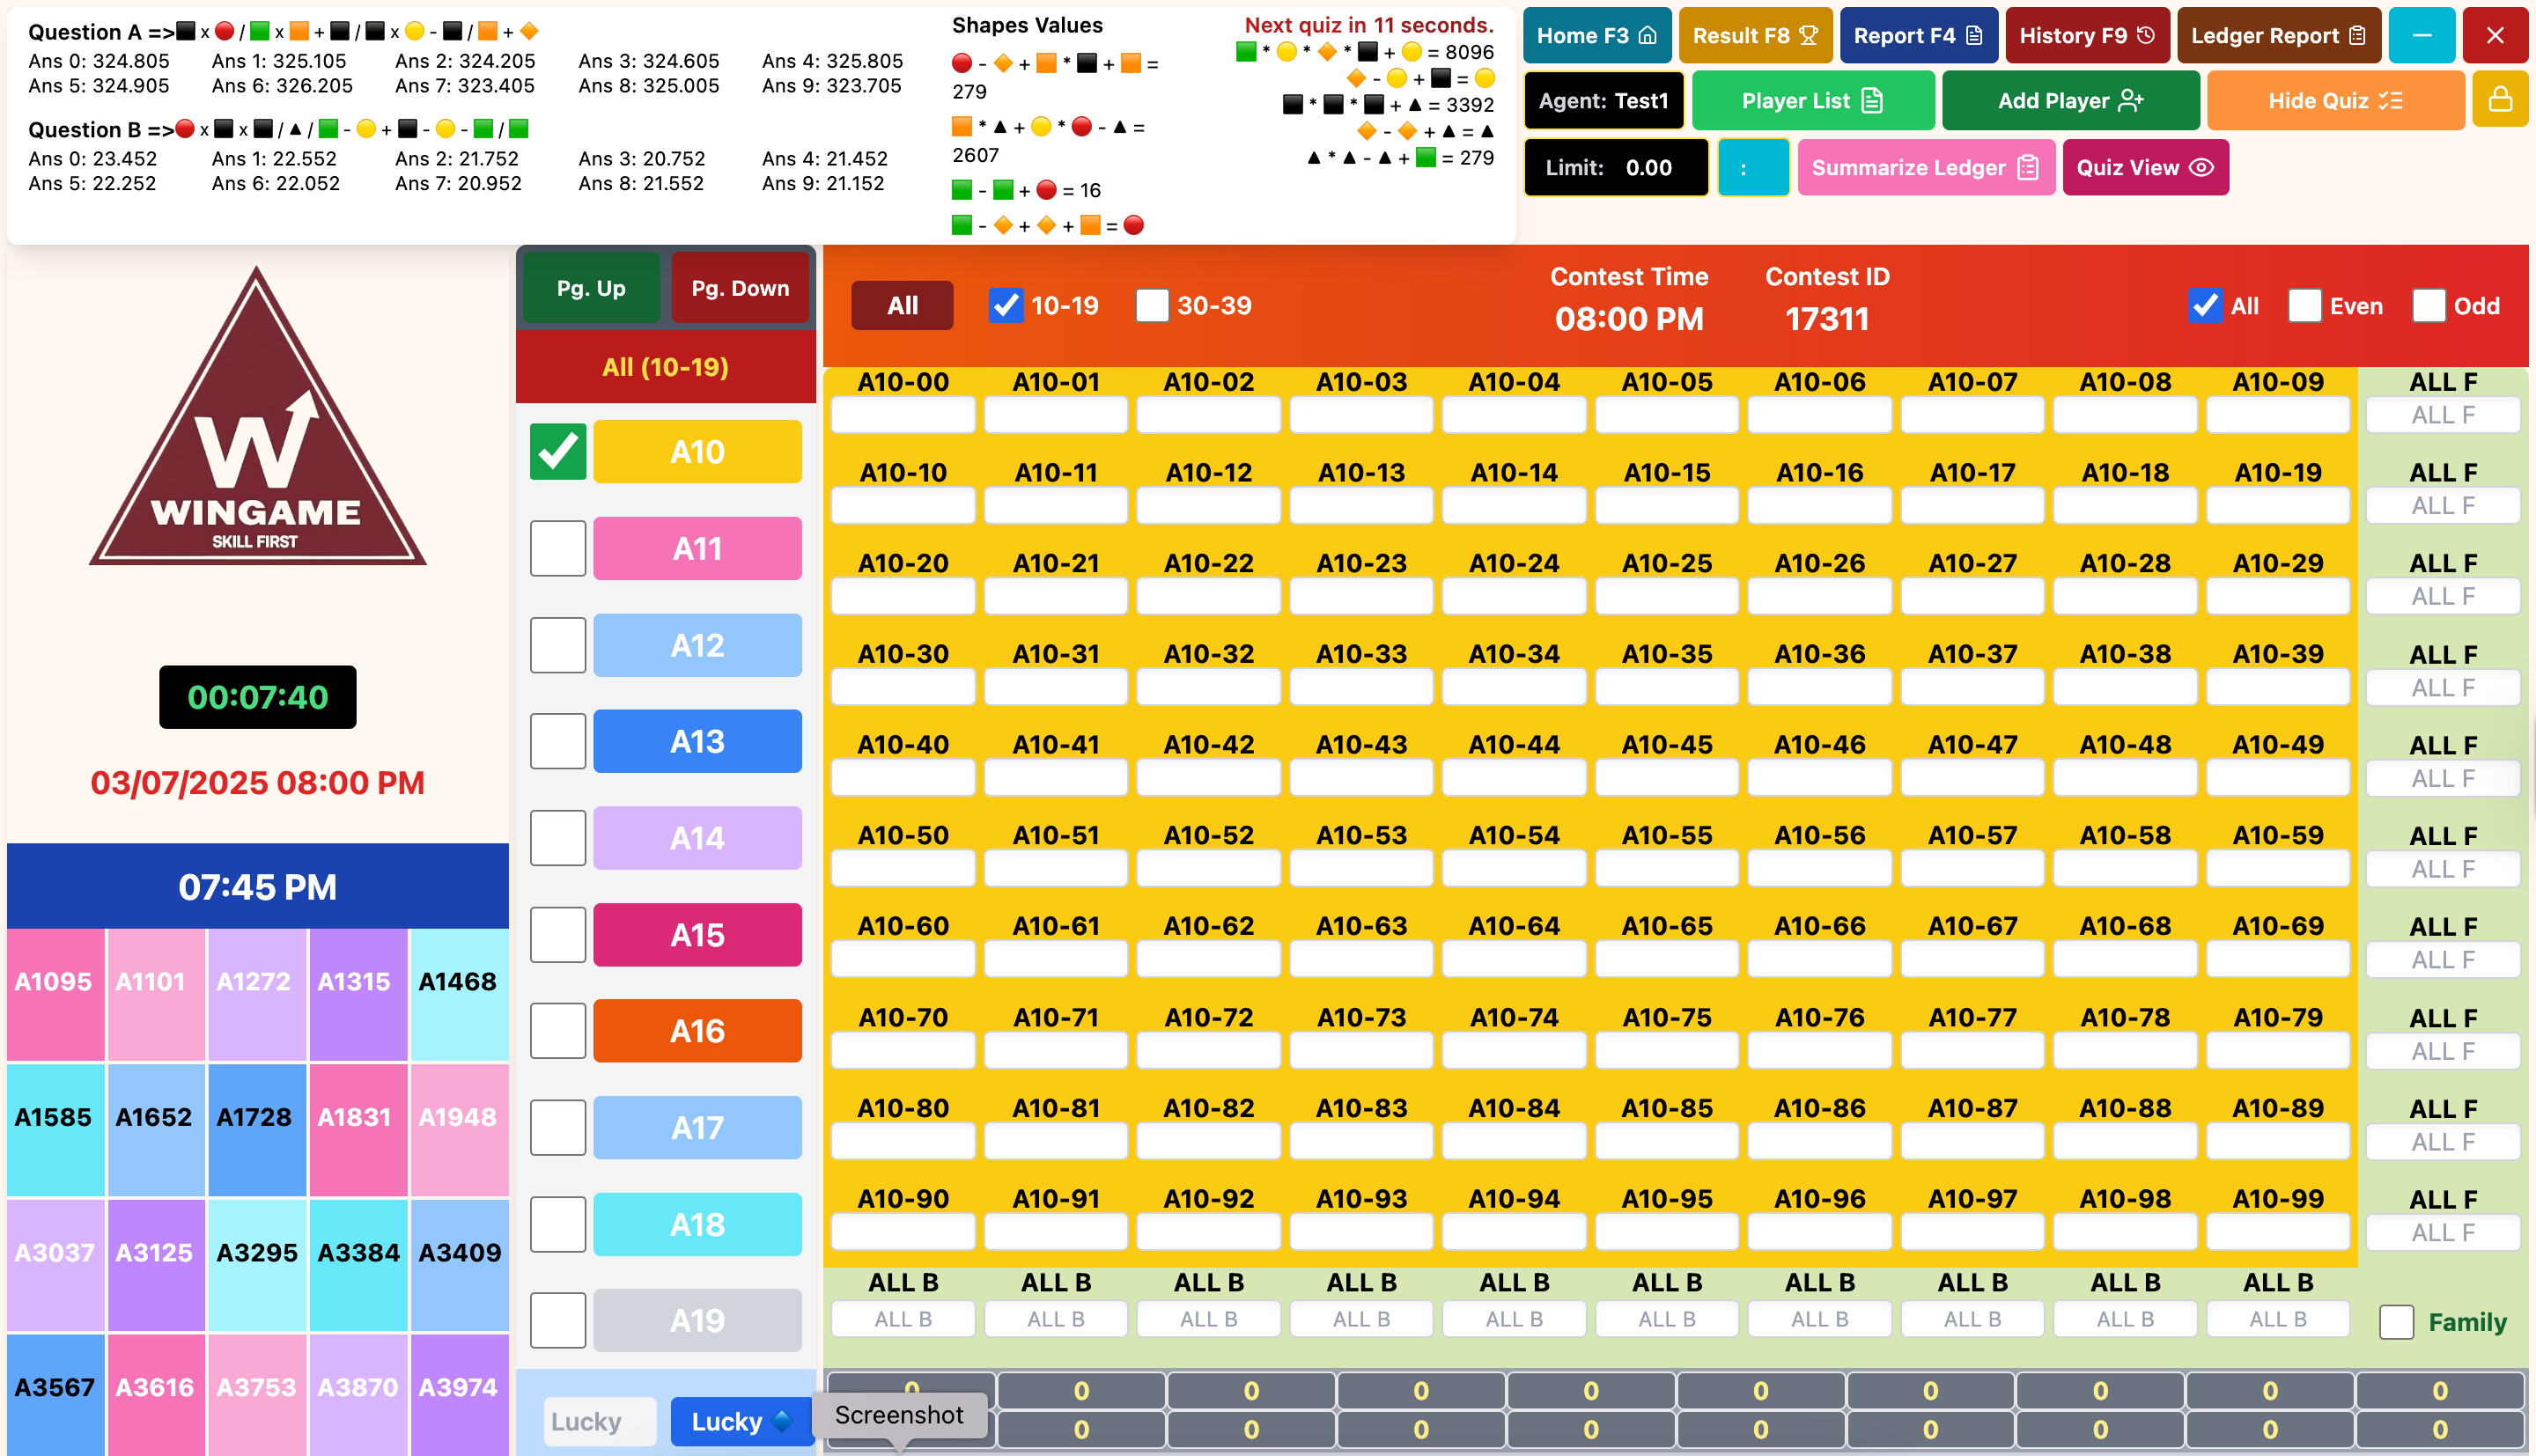 Question A =>⬛ x 🔴 / 🟩 x 🟧 + ⬛ / ⬛ x 🟡 - ⬛ / 🟧 + 🔶
Ans 0: 324.805 Ans 1: 325.105 Ans 2: 324.205 Ans 3: 324.605 Ans 4: 325.805
Ans 5: 324.905 Ans 6: 326.205 Ans 7: 323.405 Ans 8: 325.005 Ans 9: 323.705
Question B =>🔴 x ⬛ x ⬛ / ▲ / 🟩 - 🟡 + ⬛ - 🟡 - 🟩 / 🟩
Ans 0: 23.452 Ans 1: 22.552 Ans 2: 21.752 Ans 3: 20.752 Ans 4: 21.452
Ans 5: 22.252 Ans 6: 22.052 Ans 7: 20.952 Ans 8: 21.552 Ans 9: 21.152
Shapes Values
🔴 - 🔶 + 🟧 * ⬛ + 🟧 =
279
🟧 * ▲ + 🟡 * 🔴 - ▲ =
2607
🟩 - 🟩 + 🔴 = 16
🟩 - 🔶 + 🔶 + 🟧 = 🔴
Next quiz in 11 seconds.
🟩 * 🟡 * 🔶 * ⬛ + 🟡 = 8096
🔶 - 🟡 + ⬛ = 🟡
⬛ * ⬛ * ⬛ + ▲ = 3392
🔶 - 🔶 + ▲ = ▲
▲ * ▲ - ▲ + 🟩 = 279
Home F3 Result F8 Report F4 History F9 Ledger Report
Agent: Test1 Player List Add Player Hide Quiz
Limit: 0.00 : Summarize Ledger Quiz View
W
WINGAME
SKILL FIRST
00:07:40
03/07/2025 08:00 PM
07:45 PM
A1095 A1101 A1272 A1315 A1468
A1585 A1652 A1728 A1831 A1948
A3037 A3125 A3295 A3384 A3409
A3567 A3616 A3753 A3870 A3974
Pg. Up Pg. Down
All (10-19)
A10
A11
A12
A13
A14
A15
A16
A17
A18
A19
Lucky Lucky
Screenshot
All 10-19 30-39
Contest Time Contest ID
08:00 PM 17311
All Even Odd
A10-00 A10-01 A10-02 A10-03 A10-04 A10-05 A10-06 A10-07 A10-08 A10-09 ALL F
ALL F
A10-10 A10-11 A10-12 A10-13 A10-14 A10-15 A10-16 A10-17 A10-18 A10-19 ALL F
ALL F
A10-20 A10-21 A10-22 A10-23 A10-24 A10-25 A10-26 A10-27 A10-28 A10-29 ALL F
ALL F
A10-30 A10-31 A10-32 A10-33 A10-34 A10-35 A10-36 A10-37 A10-38 A10-39 ALL F
ALL F
A10-40 A10-41 A10-42 A10-43 A10-44 A10-45 A10-46 A10-47 A10-48 A10-49 ALL F
ALL F
A10-50 A10-51 A10-52 A10-53 A10-54 A10-55 A10-56 A10-57 A10-58 A10-59 ALL F
ALL F
A10-60 A10-61 A10-62 A10-63 A10-64 A10-65 A10-66 A10-67 A10-68 A10-69 ALL F
ALL F
A10-70 A10-71 A10-72 A10-73 A10-74 A10-75 A10-76 A10-77 A10-78 A10-79 ALL F
ALL F
A10-80 A10-81 A10-82 A10-83 A10-84 A10-85 A10-86 A10-87 A10-88 A10-89 ALL F
ALL F
A10-90 A10-91 A10-92 A10-93 A10-94 A10-95 A10-96 A10-97 A10-98 A10-99 ALL F
ALL F
ALL B ALL B ALL B ALL B ALL B ALL B ALL B ALL B ALL B ALL B
ALL B ALL B ALL B ALL B ALL B ALL B ALL B ALL B ALL B ALL B Family
0 0 0 0 0 0 0 0 0 0
0 0 0 0 0 0 0 0 0